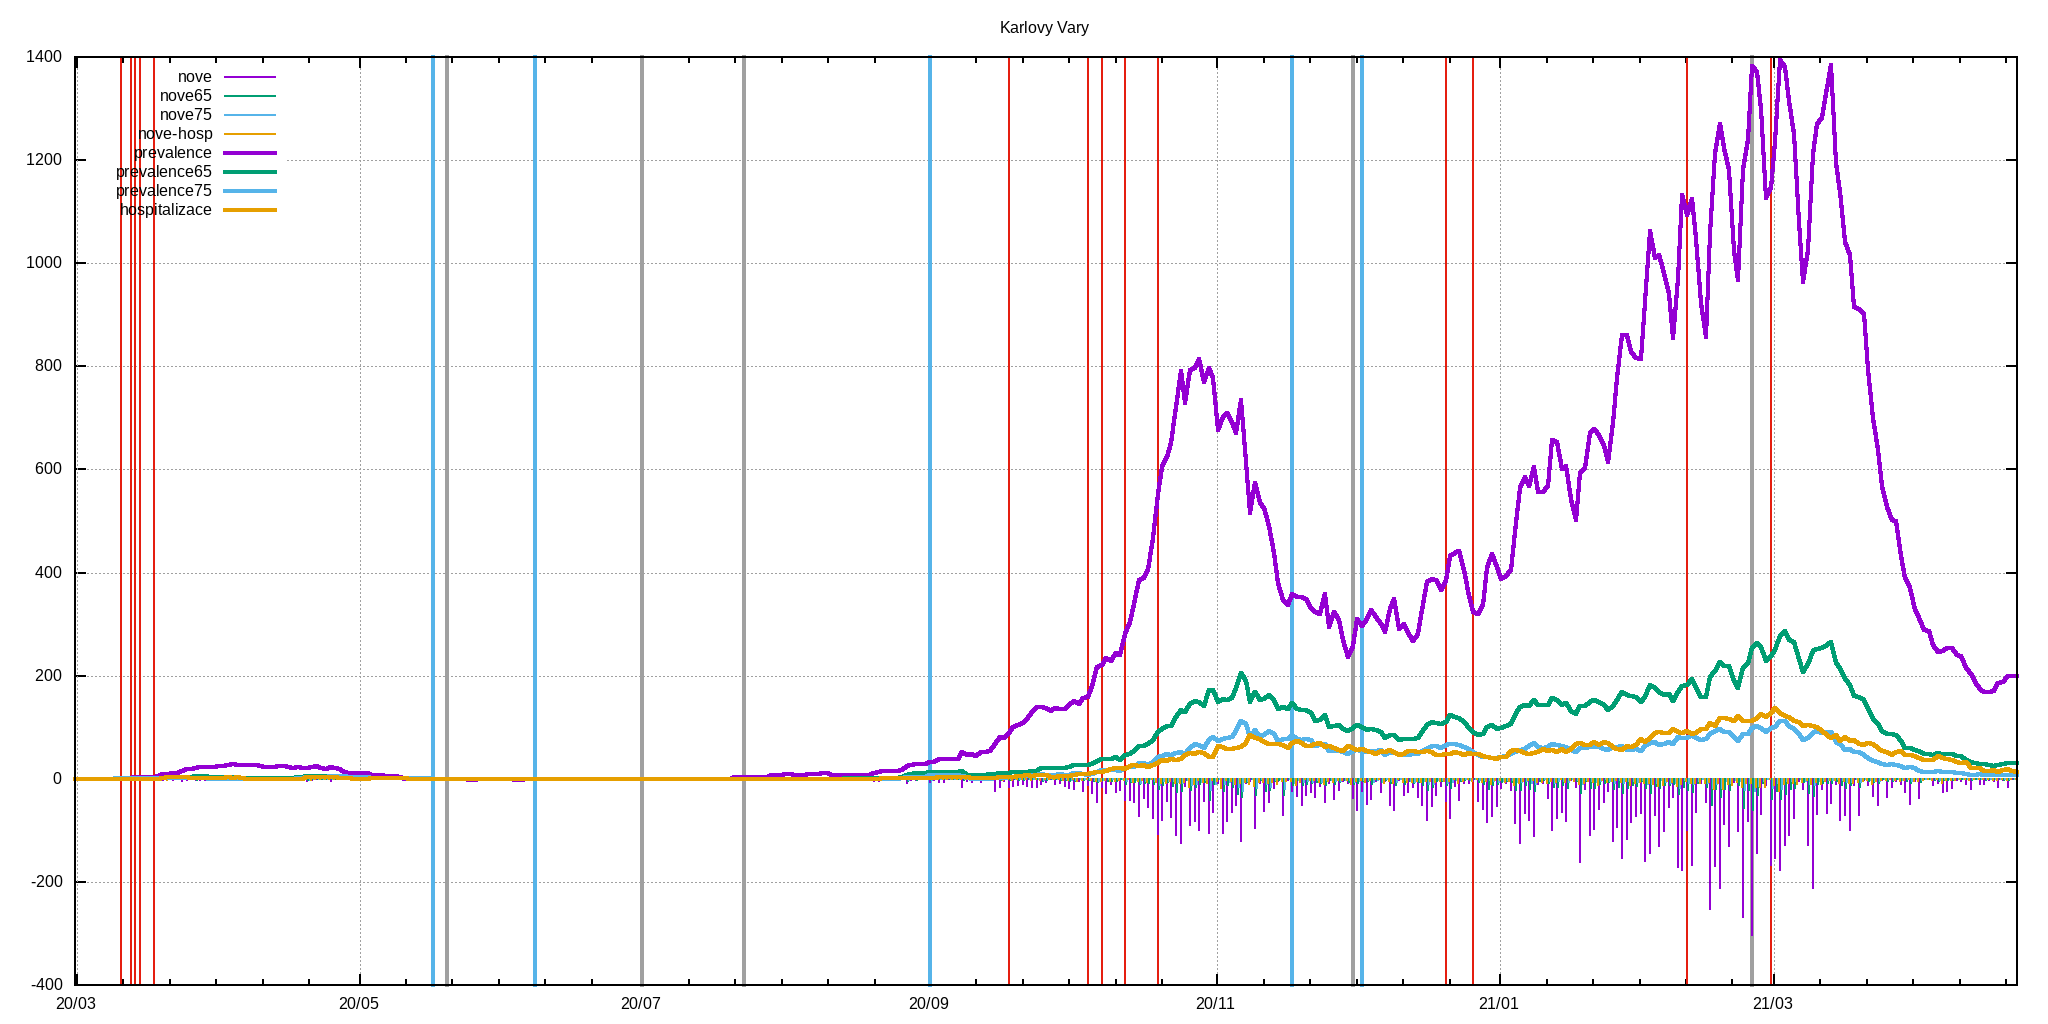 Karlovy Vary
1400
1200
1000
800
600
400
200
0
-200
-400
nove
nove65
nove75
nove-hosp
prevalence
prevalence65
prevalence75
hospitalizace
20/03 20/05 20/07 20/09 20/11 21/01 21/03